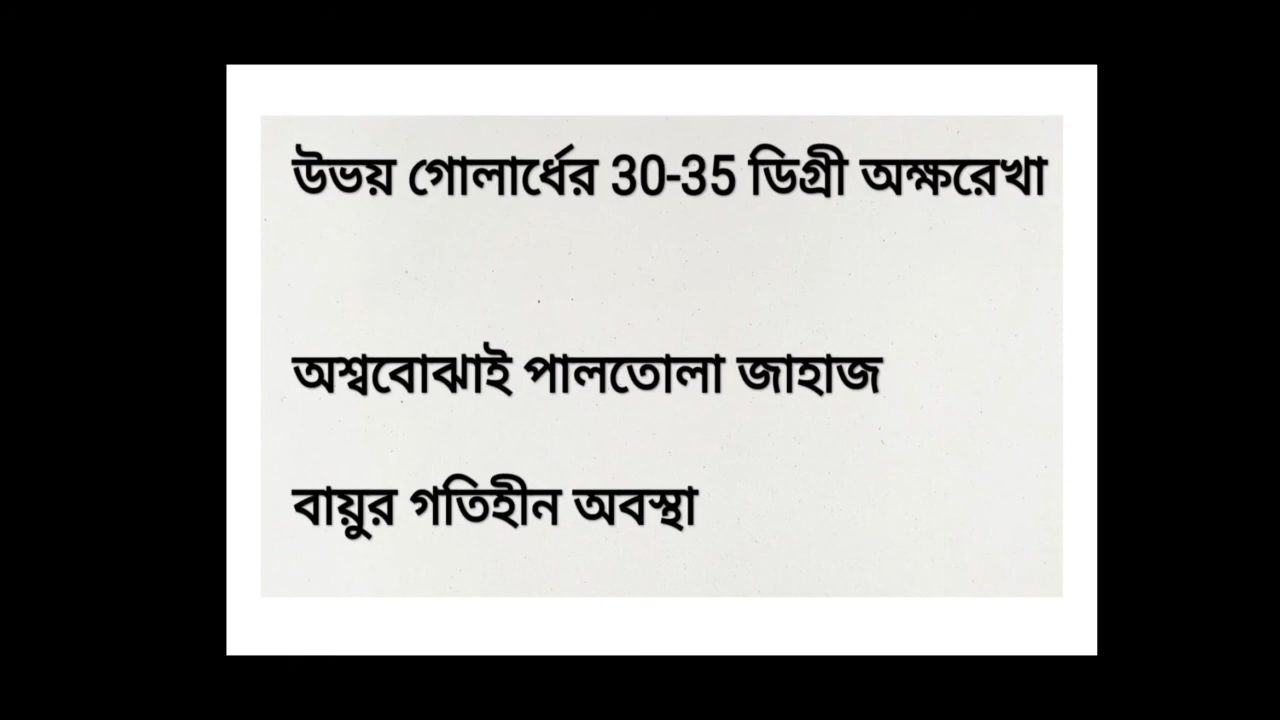 উভয় গোলার্ধের 30-35 ডিগ্রী অক্ষরেখা
অশ্ববোঝাই পালতোলা জাহাজ
বায়ুর গতিহীন অবস্থা